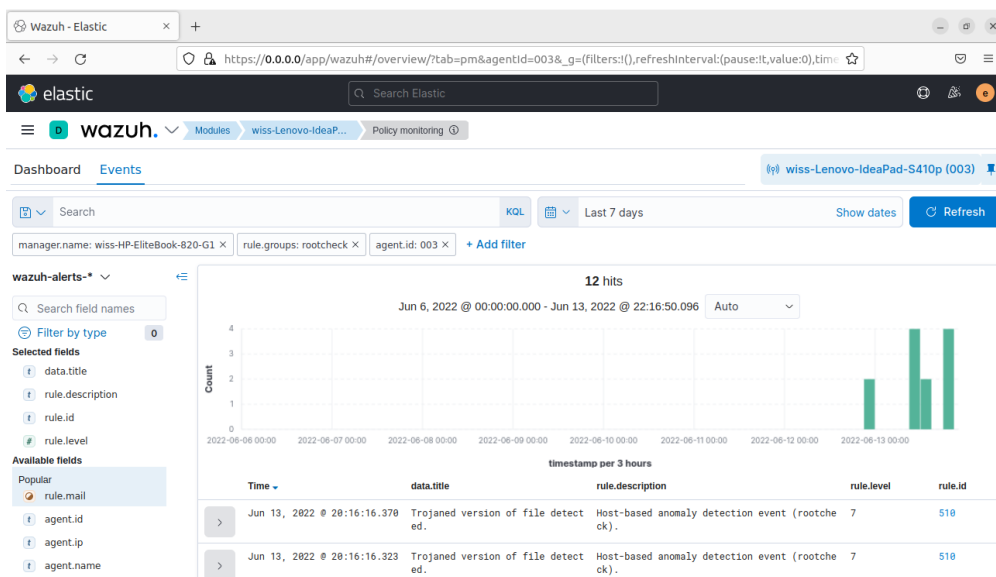 Wazuh - Elastic
https://0.0.0.0/app/wazuh#/overview/?tab=pm&agentId=003&_g=(filters:!(),refreshInterval:(pause:!t,value:0),time
elastic
Search Elastic
e
D wazuh. Modules wiss-Lenovo-IdeaP... Policy monitoring
Dashboard Events wiss-Lenovo-IdeaPad-S410p (003)
Search KQL Last 7 days Show dates Refresh
manager.name: wiss-HP-EliteBook-820-G1 × rule.groups: rootcheck × agent.id: 003 × + Add filter
wazuh-alerts-*
Search field names
Filter by type 0
Selected fields
t data.title
t rule.description
t rule.id
# rule.level
Available fields
Popular
rule.mail
t agent.id
t agent.ip
t agent.name
12 hits
Jun 6, 2022 @ 00:00:00.000 - Jun 13, 2022 @ 22:16:50.096 Auto
Count
4
3
2
1
0
2022-06-06 00:00 2022-06-07 00:00 2022-06-08 00:00 2022-06-09 00:00 2022-06-10 00:00 2022-06-11 00:00 2022-06-12 00:00 2022-06-13 00:00
timestamp per 3 hours
Time data.title rule.description rule.level rule.id
Jun 13, 2022 @ 20:16:16.370 Trojaned version of file detect Host-based anomaly detection event (rootche 7 510
ed. ck).
Jun 13, 2022 @ 20:16:16.323 Trojaned version of file detect Host-based anomaly detection event (rootche 7 510
ed. ck).